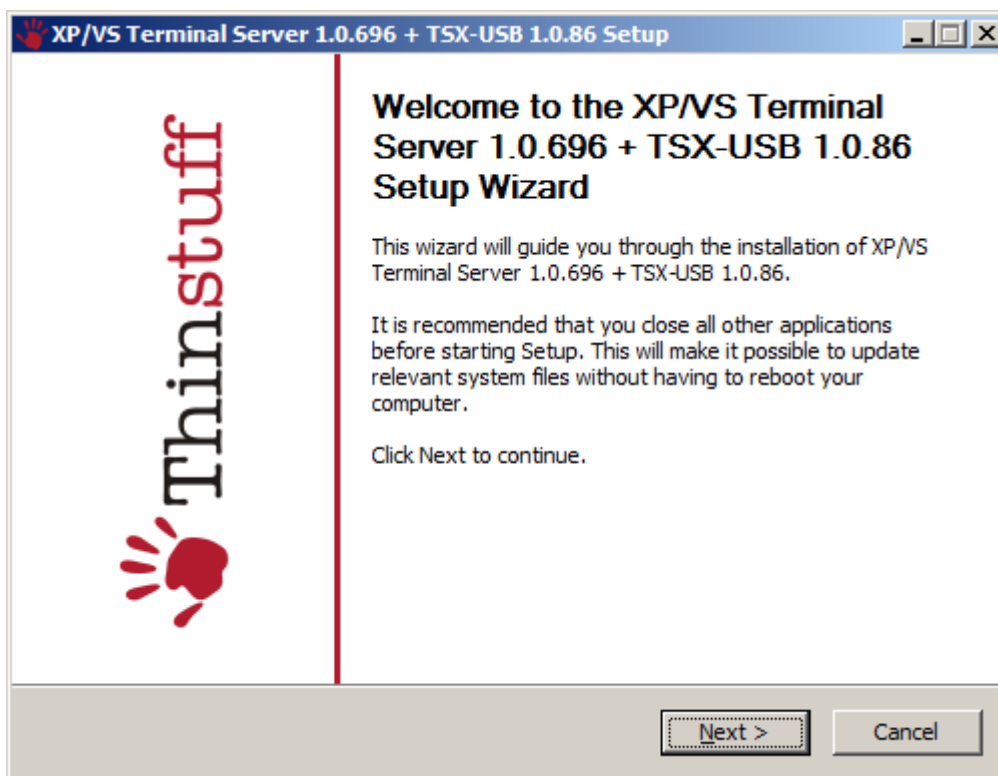 XP/VS Terminal Server 1.0.696 + TSX-USB 1.0.86 Setup
Thinstuff
Welcome to the XP/VS Terminal
Server 1.0.696 + TSX-USB 1.0.86
Setup Wizard
This wizard will guide you through the installation of XP/VS
Terminal Server 1.0.696 + TSX-USB 1.0.86.
It is recommended that you close all other applications
before starting Setup. This will make it possible to update
relevant system files without having to reboot your
computer.
Click Next to continue.
Next >
Cancel